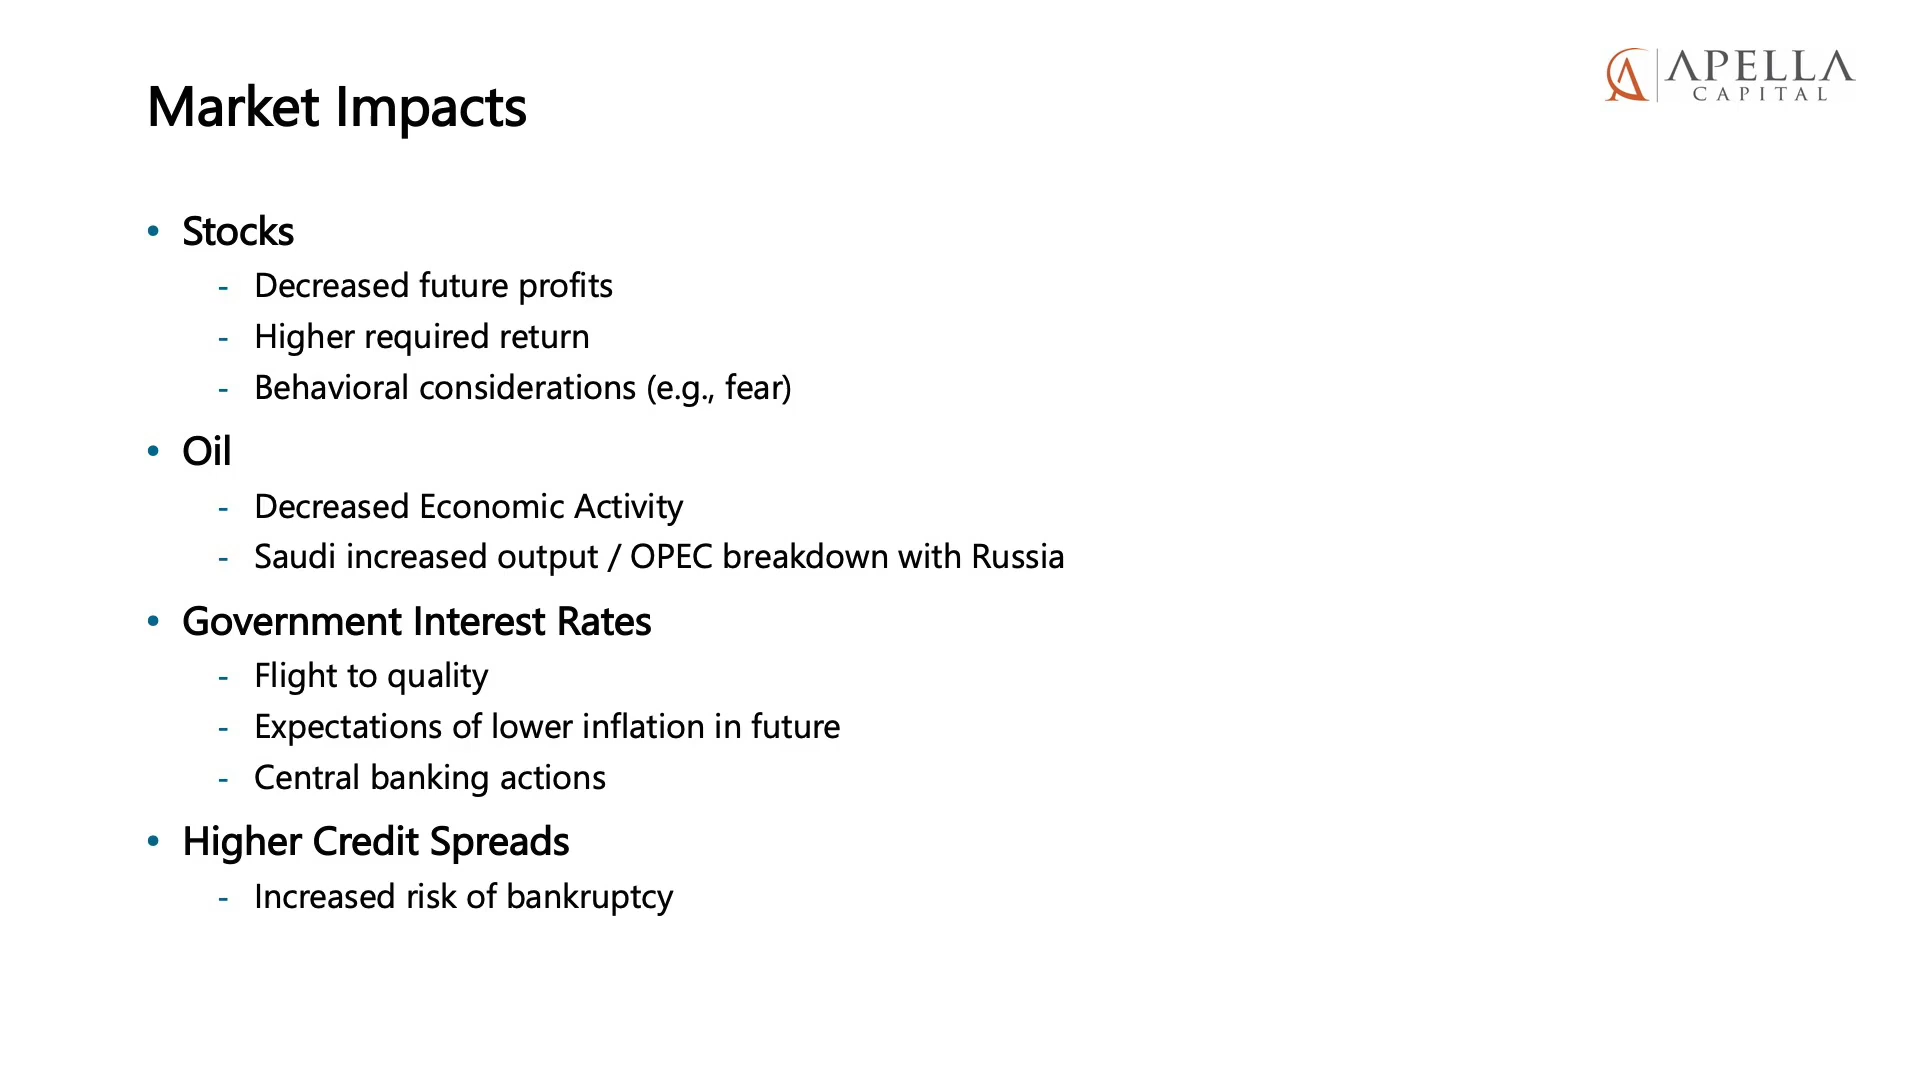 APELLA
CAPITAL
Market Impacts
• Stocks
- Decreased future profits
- Higher required return
- Behavioral considerations (e.g., fear)
• Oil
- Decreased Economic Activity
- Saudi increased output / OPEC breakdown with Russia
• Government Interest Rates
- Flight to quality
- Expectations of lower inflation in future
- Central banking actions
• Higher Credit Spreads
- Increased risk of bankruptcy